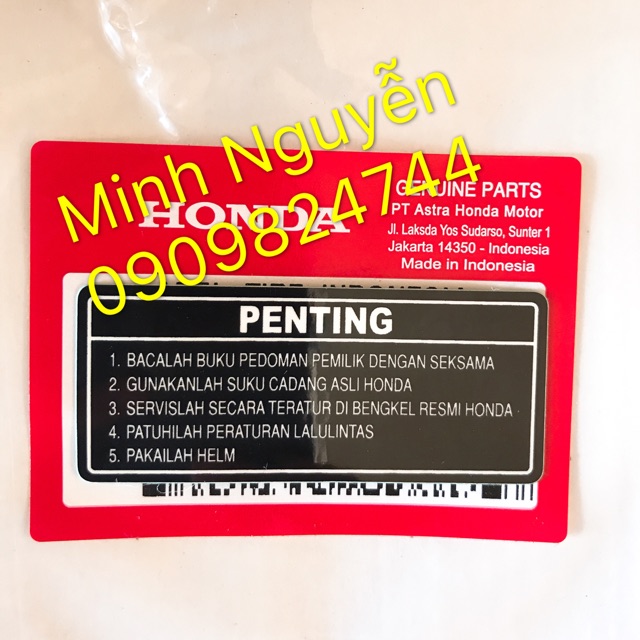 Minh Nguyễn
0909824744
HONDA
GENUINE PARTS
PT Astra Honda Motor
Jl. Laksda Yos Sudarso, Sunter 1
Jakarta 14350 - Indonesia
Made in Indonesia
PENTING
1. BACALAH BUKU PEDOMAN PEMILIK DENGAN SEKSAMA
2. GUNAKANLAH SUKU CADANG ASLI HONDA
3. SERVISLAH SECARA TERATUR DI BENGKEL RESMI HONDA
4. PATUHILAH PERATURAN LALULINTAS
5. PAKAILAH HELM